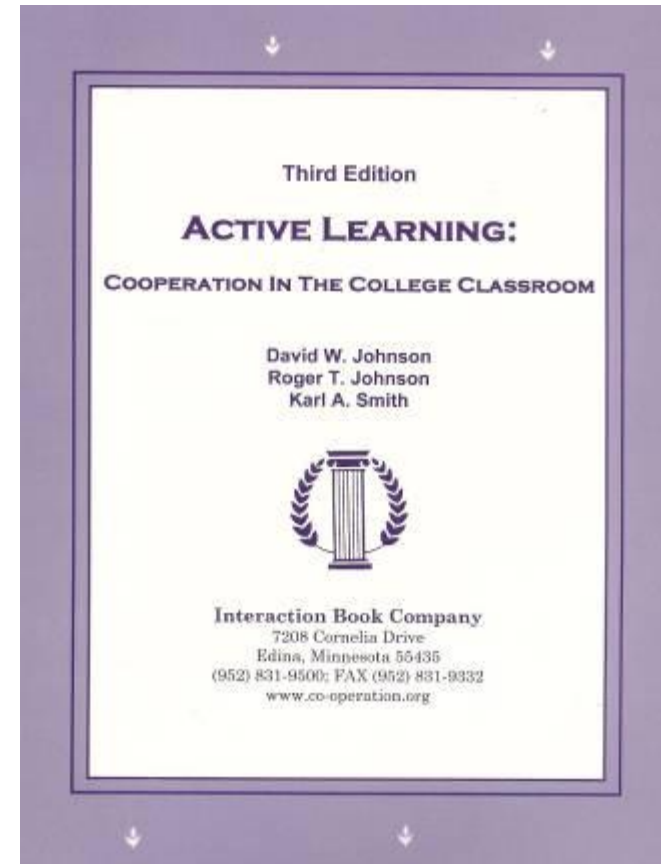 Third Edition
ACTIVE LEARNING:
COOPERATION IN THE COLLEGE CLASSROOM
David W. Johnson
Roger T. Johnson
Karl A. Smith
Interaction Book Company
7208 Cornelia Drive
Edina, Minnesota 55435
(952) 831-9500; FAX (952) 831-9332
www.co-operation.org